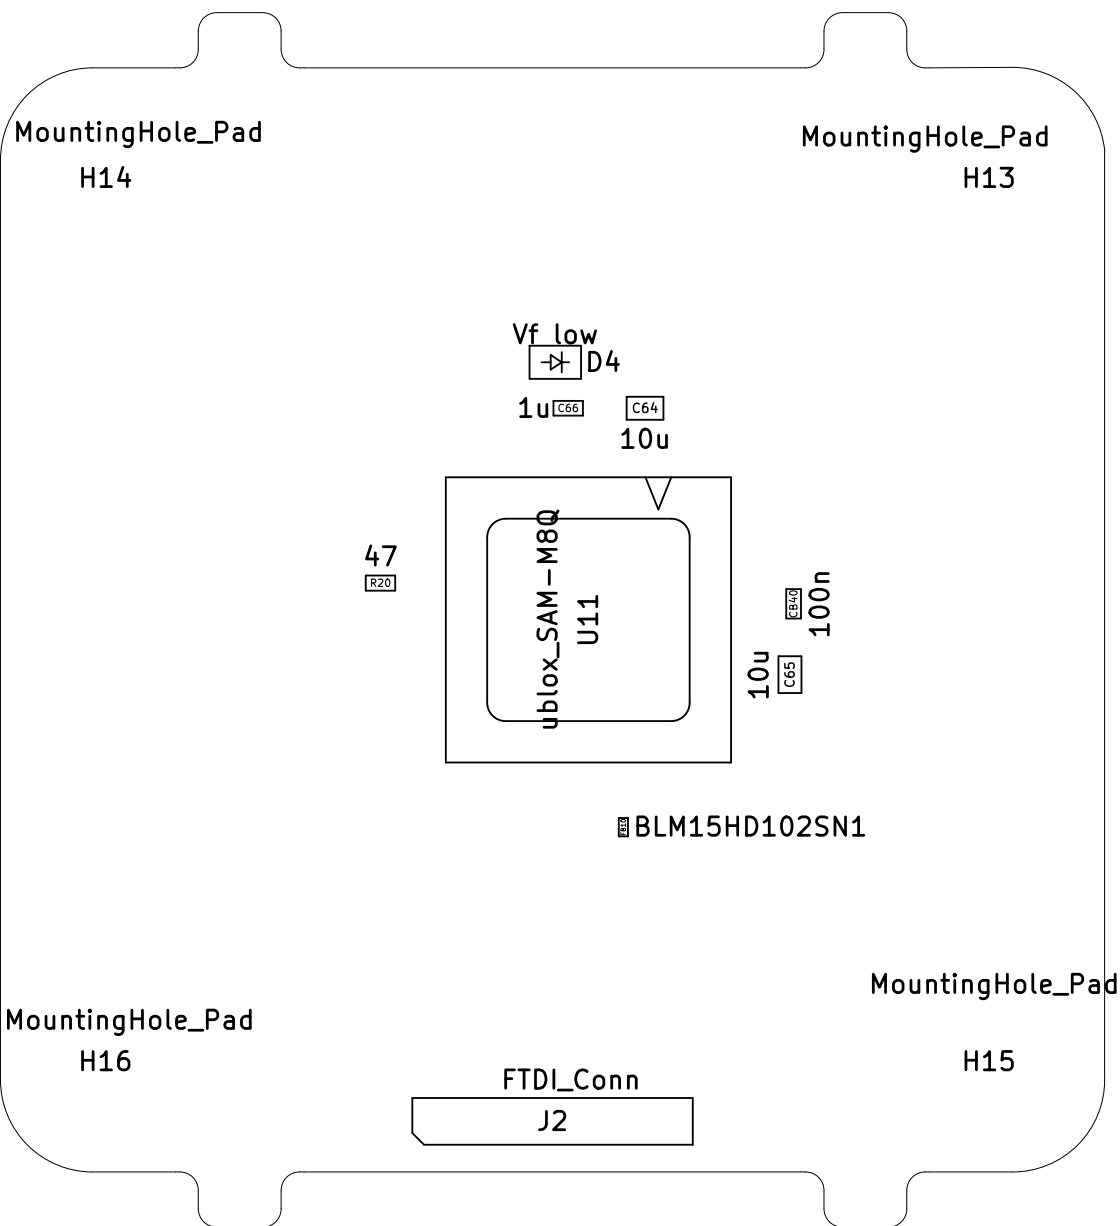 MountingHole_Pad
MountingHole_Pad
H14
H13
Vf_low
D4
1u
C66
C64
10u
47
R20
ublox_SAM-M8Q
U11
CB40
100n
10u
C65
FB10
BLM15HD102SN1
MountingHole_Pad
MountingHole_Pad
H16
H15
FTDI_Conn
J2